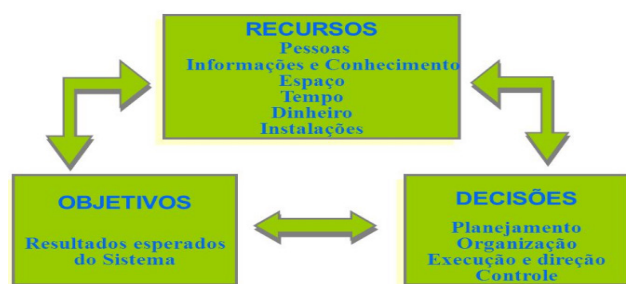 RECURSOS
Pessoas
Informações e Conhecimento
Espaço
Tempo
Dinheiro
Instalações
OBJETIVOS
Resultados esperados
do Sistema
DECISÕES
Planejamento
Organização
Execução e direção
Controle